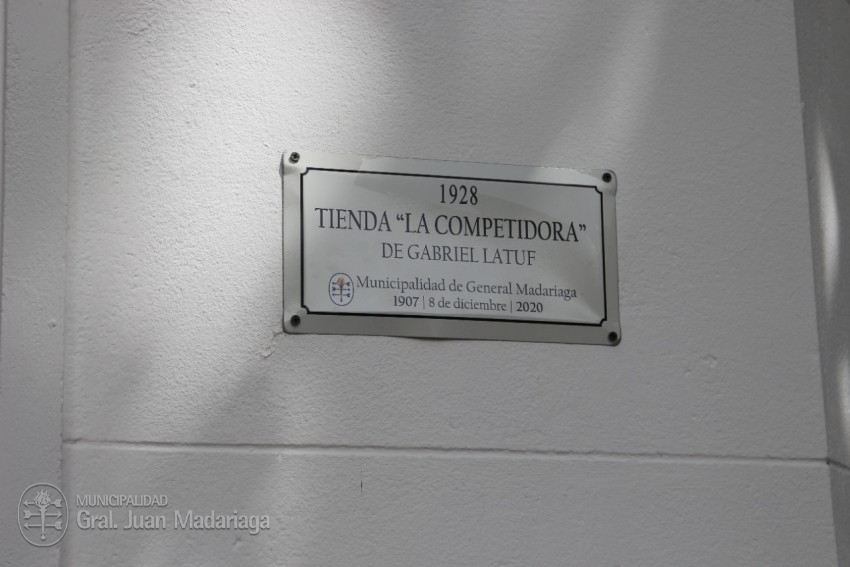 1928
TIENDA “LA COMPETIDORA”
DE GABRIEL LATUF
Municipalidad de General Madariaga
1907 | 8 de diciembre | 2020
MUNICIPALIDAD
Gral. Juan Madariaga